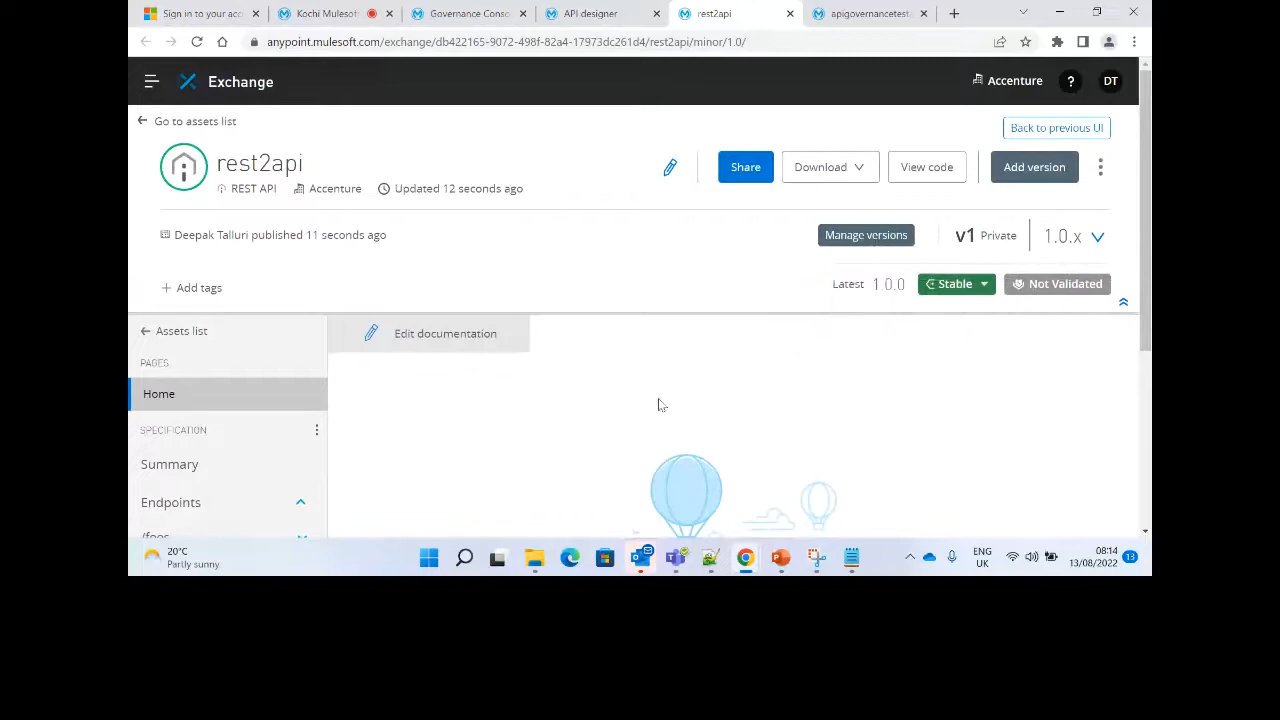 Sign in to your acc
Kochi Mulesoft
Governance Conso
API designer
rest2api
apigovernancetest
anypoint.mulesoft.com/exchange/db422165-9072-498f-82a4-17973dc261d4/rest2api/minor/1.0/
Exchange
Accenture
?
DT
Go to assets list
Back to previous UI
rest2api
Share
Download
View code
Add version
REST API
Accenture
Updated 12 seconds ago
Deepak Talluri published 11 seconds ago
Manage versions
v1 Private
1.0.x
Add tags
Latest 1.0.0
Stable
Not Validated
Assets list
Edit documentation
PAGES
Home
SPECIFICATION
Summary
Endpoints
20°C
Partly sunny
ENG
UK
08:14
13/08/2022
13